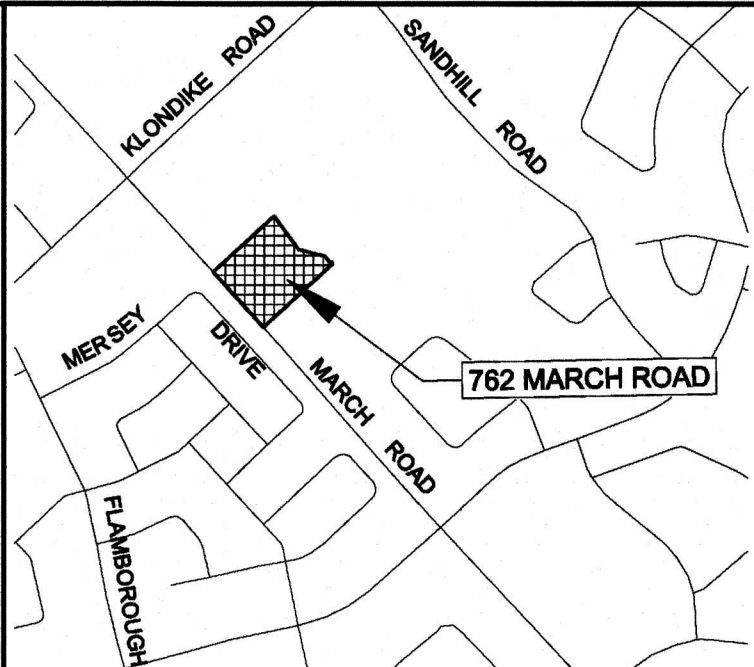 KLONDIKE ROAD
SANDHILL ROAD
MERSEY DRIVE
MARCH ROAD
762 MARCH ROAD
FLAMBOROUGH